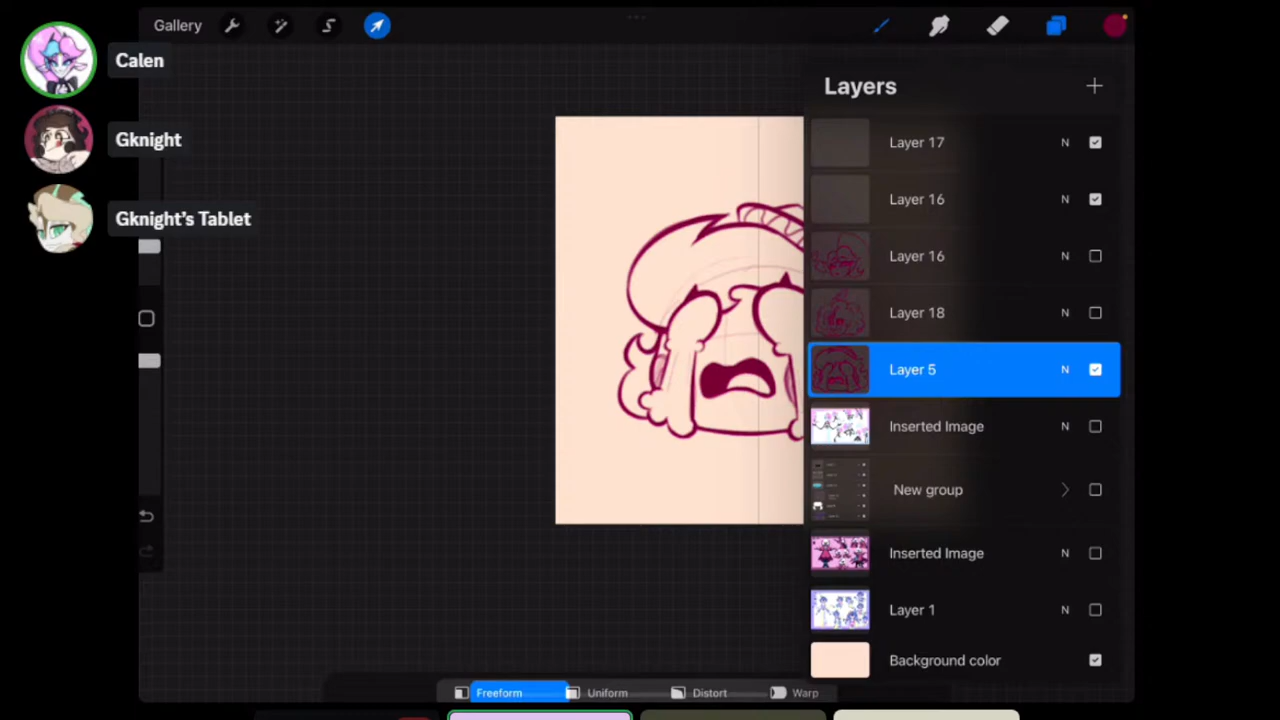 Gallery
Calen
Gknight
Gknight's Tablet
Layers
Layer 17 N
Layer 16 N
Layer 16 N
Layer 18 N
Layer 5 N
Inserted Image N
New group
Inserted Image N
Layer 1 N
Background color
Freeform Uniform Distort Warp